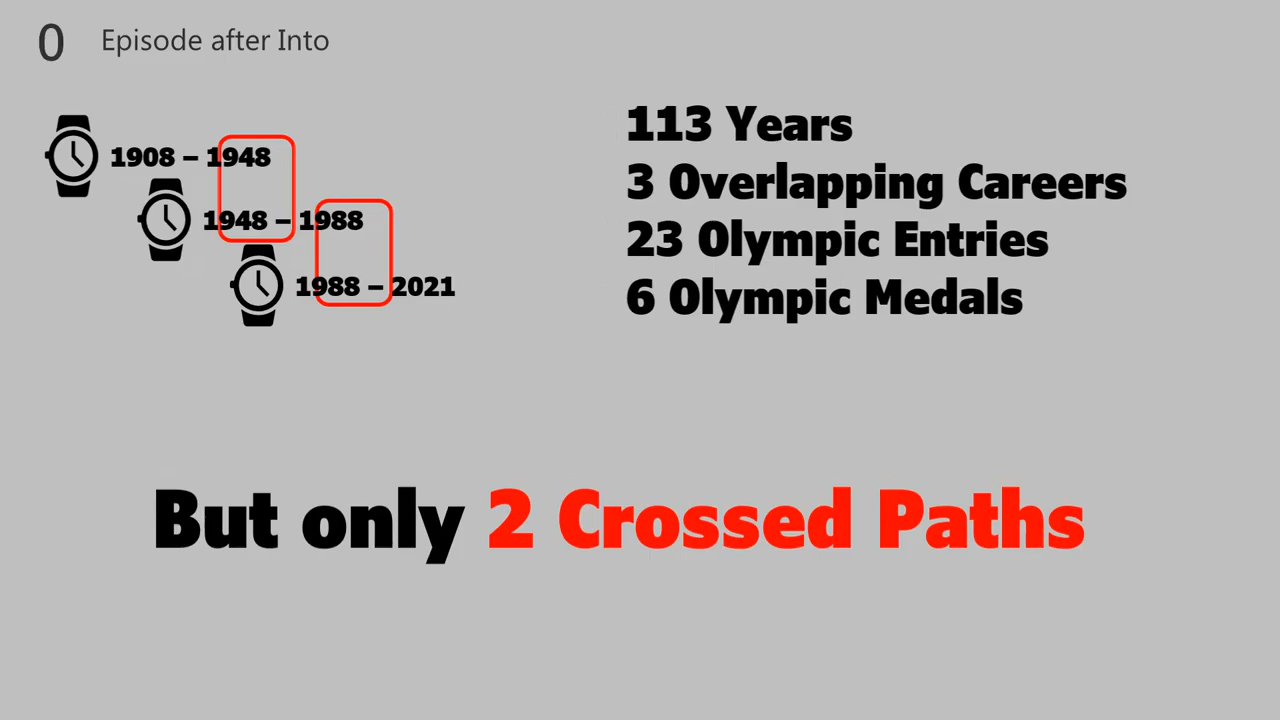 0 Episode after Into
1908 – 1948
1948 – 1988
1988 – 2021
113 Years
3 Overlapping Careers
23 Olympic Entries
6 Olympic Medals
But only 2 Crossed Paths